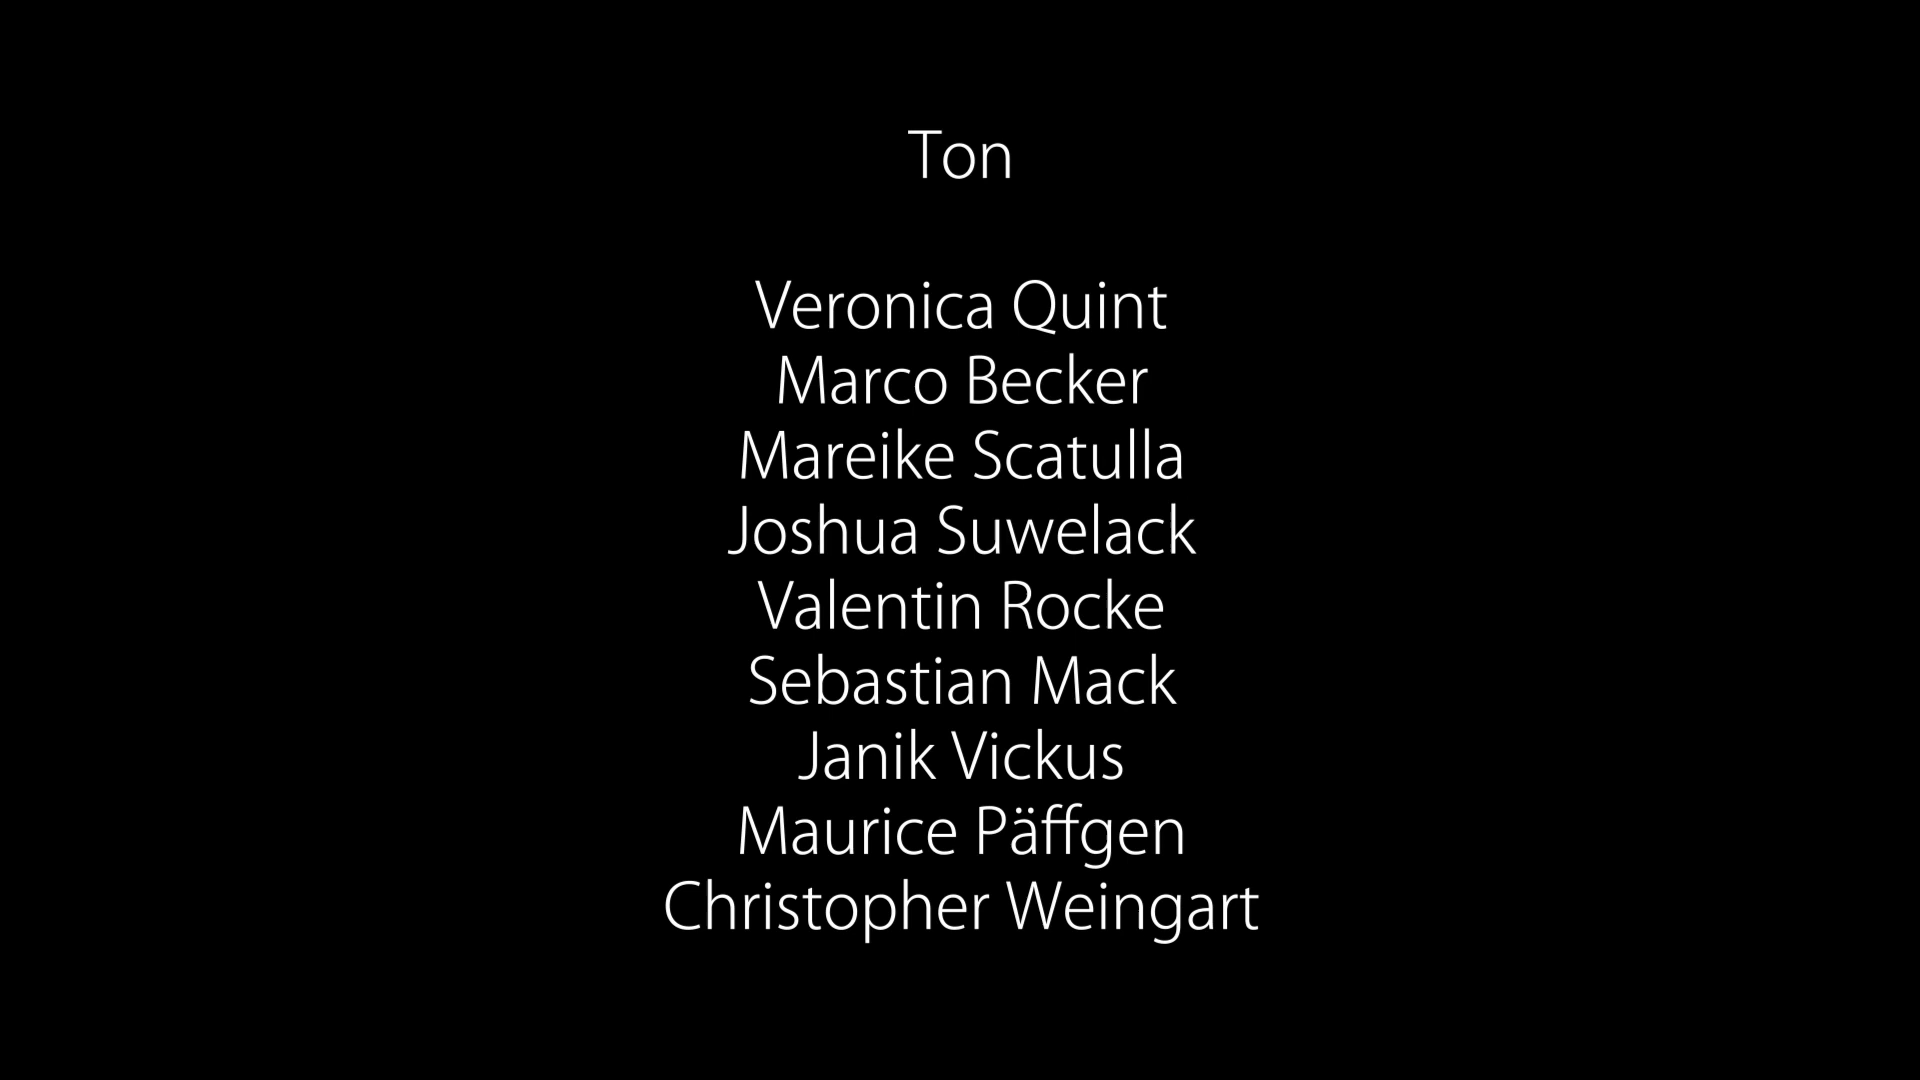 Ton
Veronica Quint
Marco Becker
Mareike Scatulla
Joshua Suwelack
Valentin Rocke
Sebastian Mack
Janik Vickus
Maurice Päffgen
Christopher Weingart